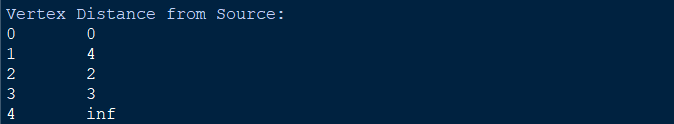 Vertex Distance from Source:
0       0
1       4
2       2
3       3
4       inf